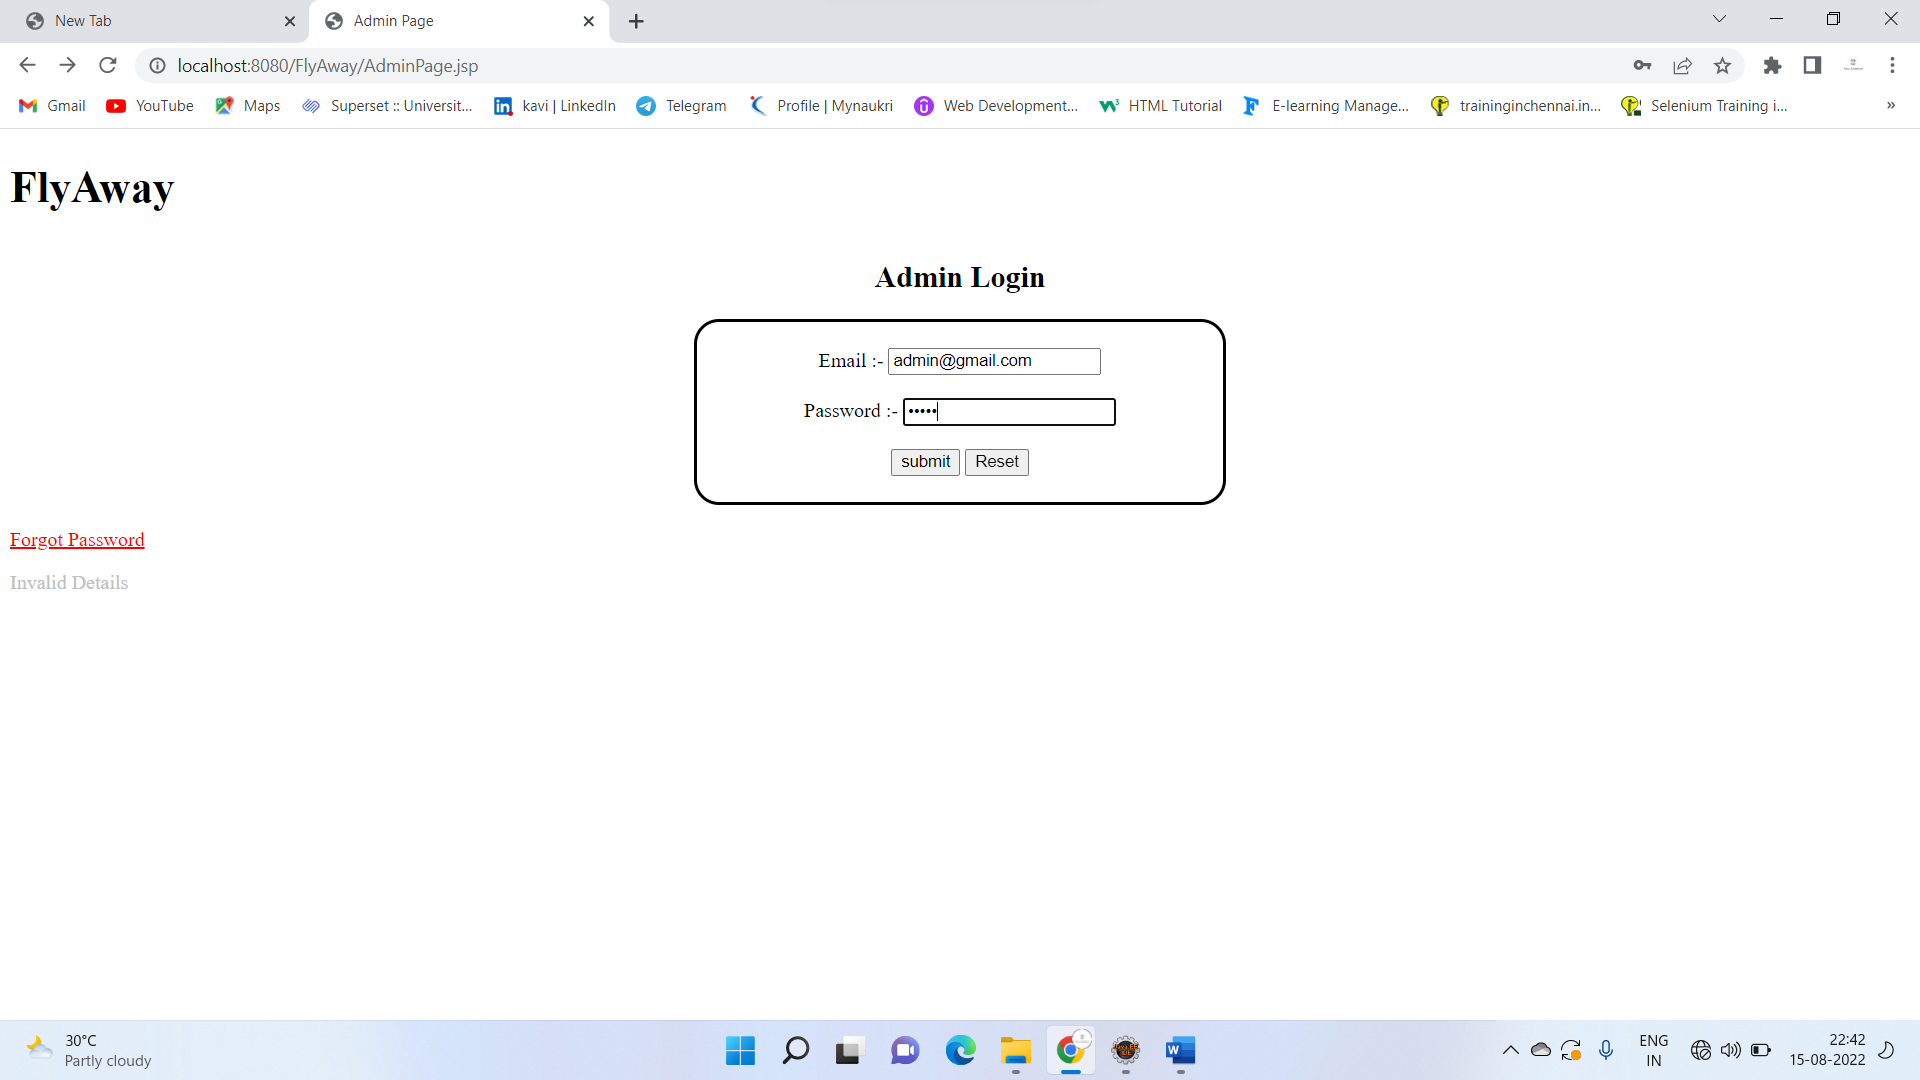 New Tab
Admin Page
localhost:8080/FlyAway/AdminPage.jsp
Gmail
YouTube
Maps
Superset :: Universit...
kavi | LinkedIn
Telegram
Profile | Mynaukri
Web Development...
HTML Tutorial
E-learning Manage...
traininginchennai.in...
Selenium Training i...
»
FlyAway
Admin Login
Email :- admin@gmail.com
Password :- •••••
submit Reset
Forgot Password
Invalid Details
30°C
Partly cloudy
ENG
IN
22:42
15-08-2022